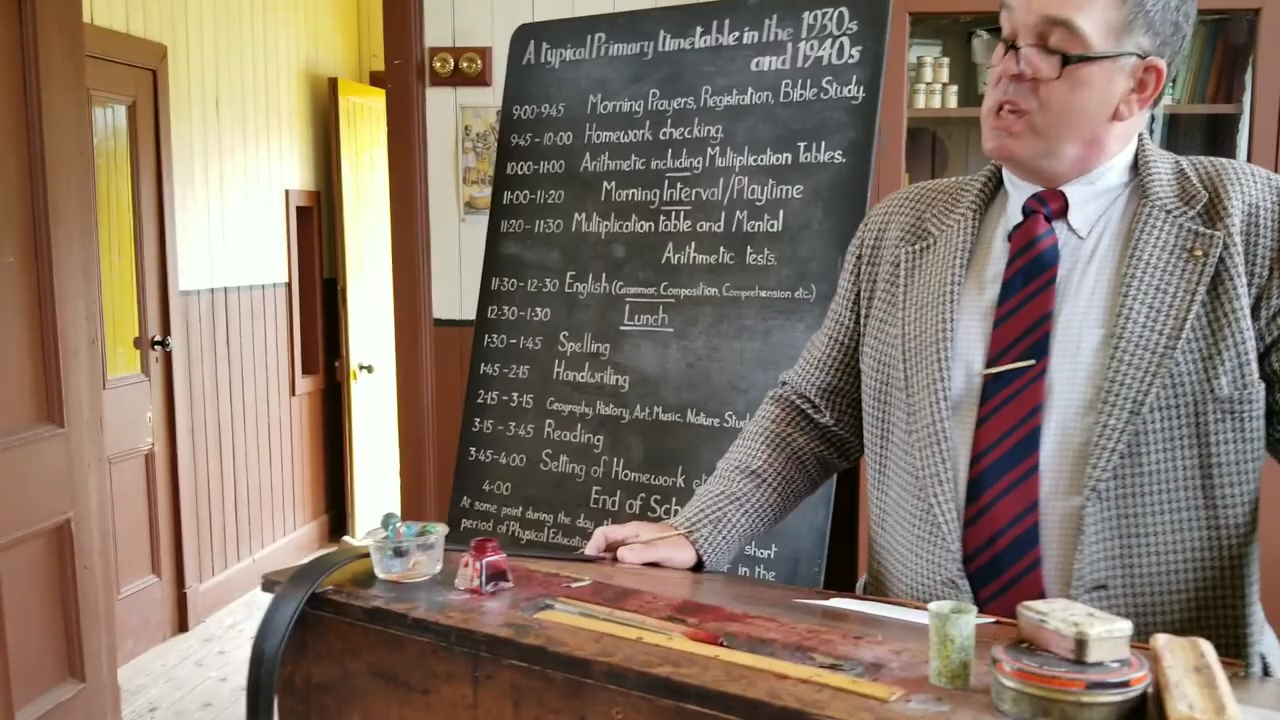 A typical Primary timetable in the 1930s
and 1940s
9·00-9·45 Morning Prayers, Registration, Bible Study.
9·45-10·00 Homework checking.
10·00-11·00 Arithmetic including Multiplication Tables.
11·00-11·20 Morning Interval/Playtime
11·20-11·30 Multiplication table and Mental
Arithmetic tests.
11·30-12·30 English (Grammar, Composition, Comprehension etc.)
12·30-1·30 Lunch
1·30-1·45 Spelling
1·45-2·15 Handwriting
2·15-3·15 Geography, History, Art, Music, Nature
3·15-3·45 Reading
3·45-4·00 Setting of Homework
4·00 End of
At some point during the day
period of Physical short
in the